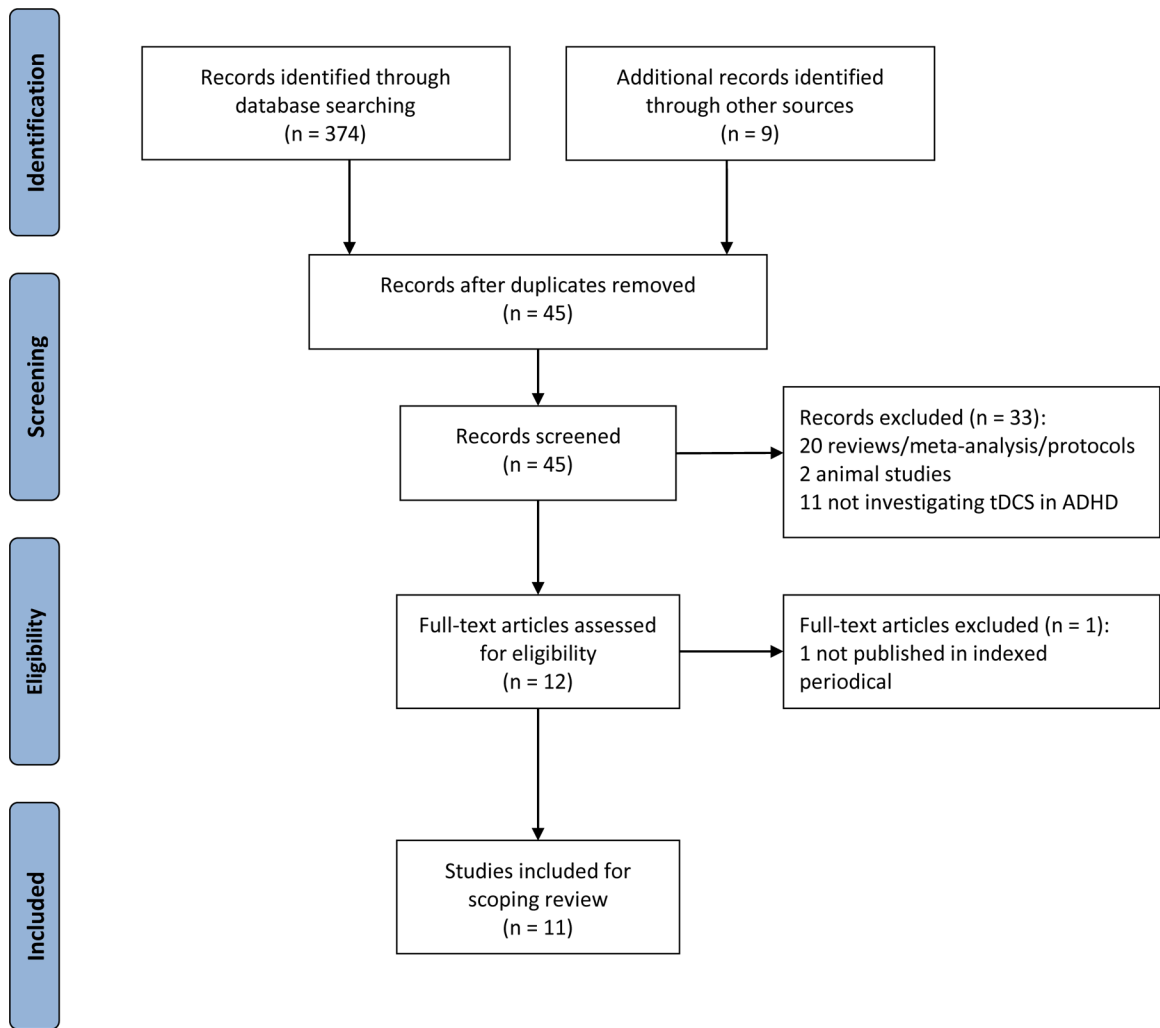 Identification
Records identified through
database searching
(n = 374)
Additional records identified
through other sources
(n = 9)
Screening
Records after duplicates removed
(n = 45)
Records screened
(n = 45)
Records excluded (n = 33):
20 reviews/meta-analysis/protocols
2 animal studies
11 not investigating tDCS in ADHD
Eligibility
Full-text articles assessed
for eligibility
(n = 12)
Full-text articles excluded (n = 1):
1 not published in indexed
periodical
Included
Studies included for
scoping review
(n = 11)